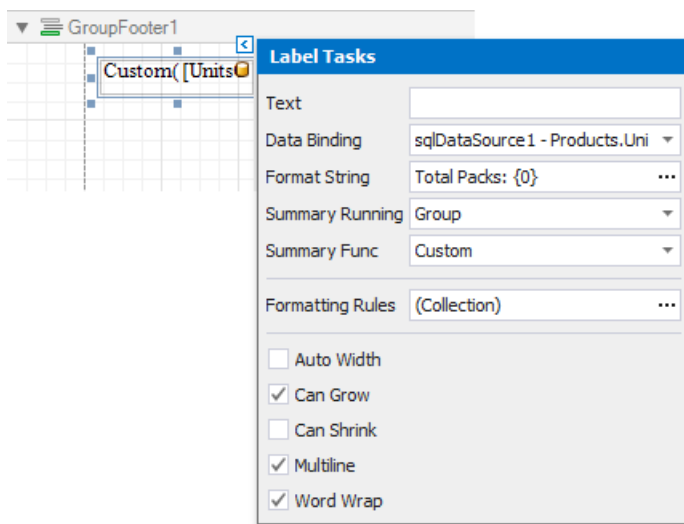 GroupFooter1
Custom( [Units
Label Tasks
Text
Data Binding sqlDataSource1 - Products.Uni
Format String Total Packs: {0} ...
Summary Running Group
Summary Func Custom
Formatting Rules (Collection) ...
Auto Width
Can Grow
Can Shrink
Multiline
Word Wrap